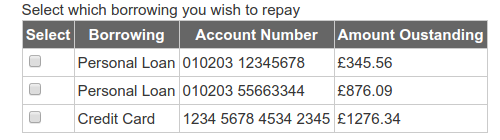 Select which borrowing you wish to repay
Select Borrowing Account Number Amount Oustanding
Personal Loan 010203 12345678 £345.56
Personal Loan 010203 55663344 £876.09
Credit Card 1234 5678 4534 2345 £1276.34